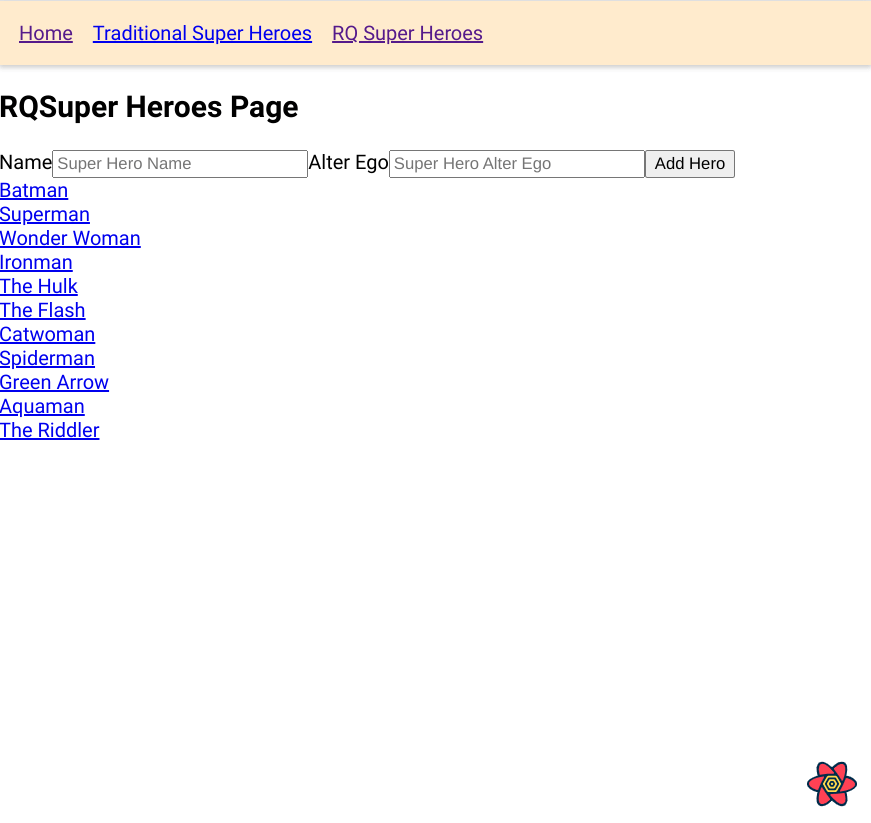 Home Traditional Super Heroes RQ Super Heroes
RQSuper Heroes Page
Name Super Hero Name Alter Ego Super Hero Alter Ego Add Hero
Batman
Superman
Wonder Woman
Ironman
The Hulk
The Flash
Catwoman
Spiderman
Green Arrow
Aquaman
The Riddler